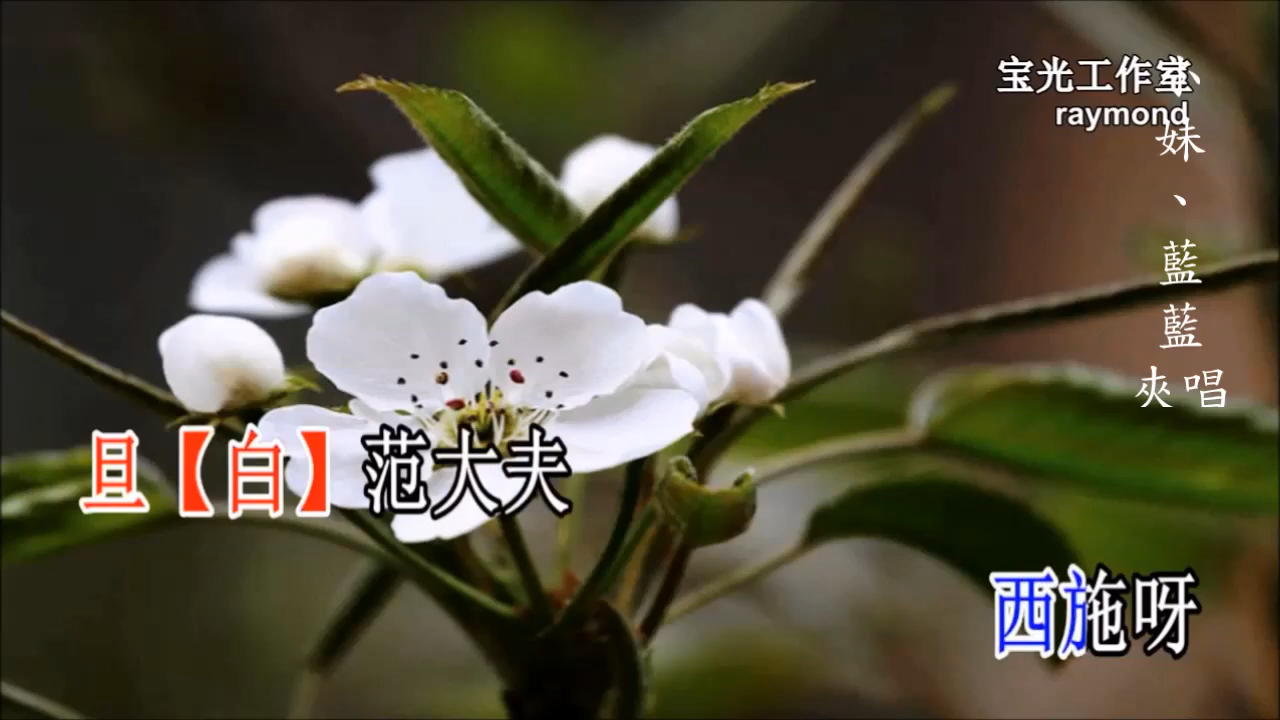 宝光工作室
raymond
小妹、藍藍
夾唱
旦【白】范大夫
西施呀